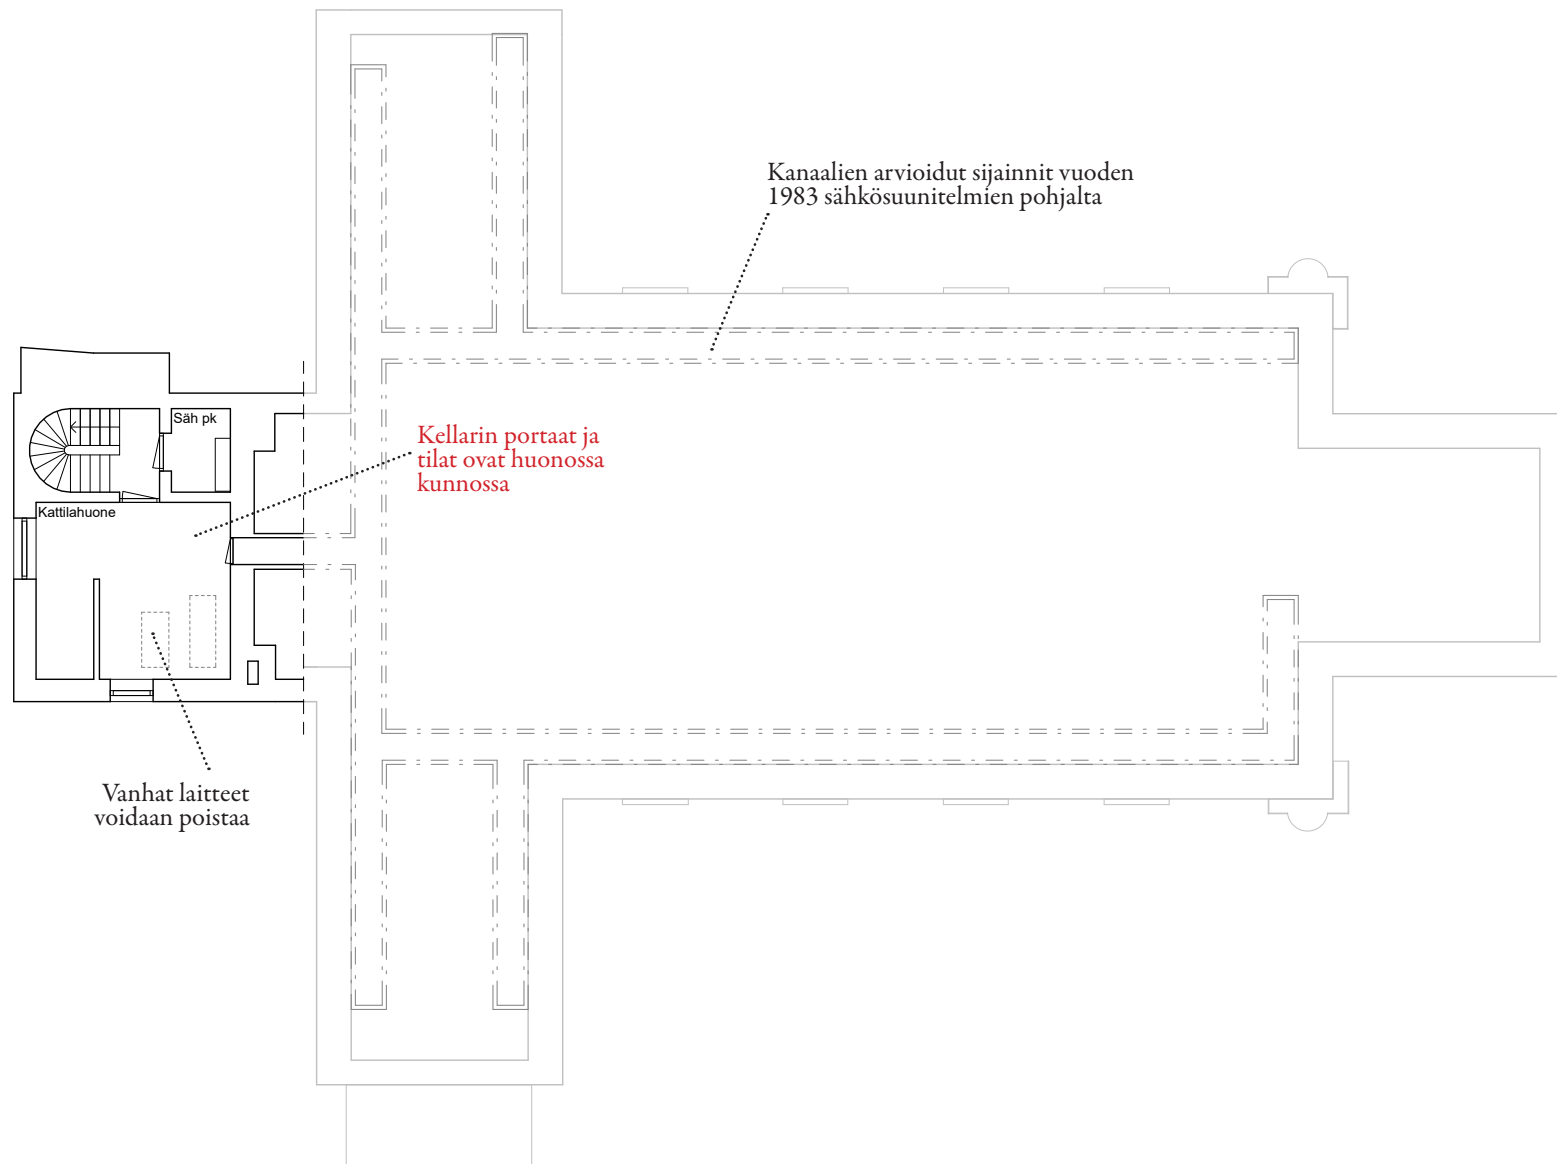 Kanaalien arvioidut sijainnit vuoden
1983 sähkösuunitelmien pohjalta
Säh pk
Kellarin portaat ja
tilat ovat huonossa
kunnossa
Kattilahuone
Vanhat laitteet
voidaan poistaa